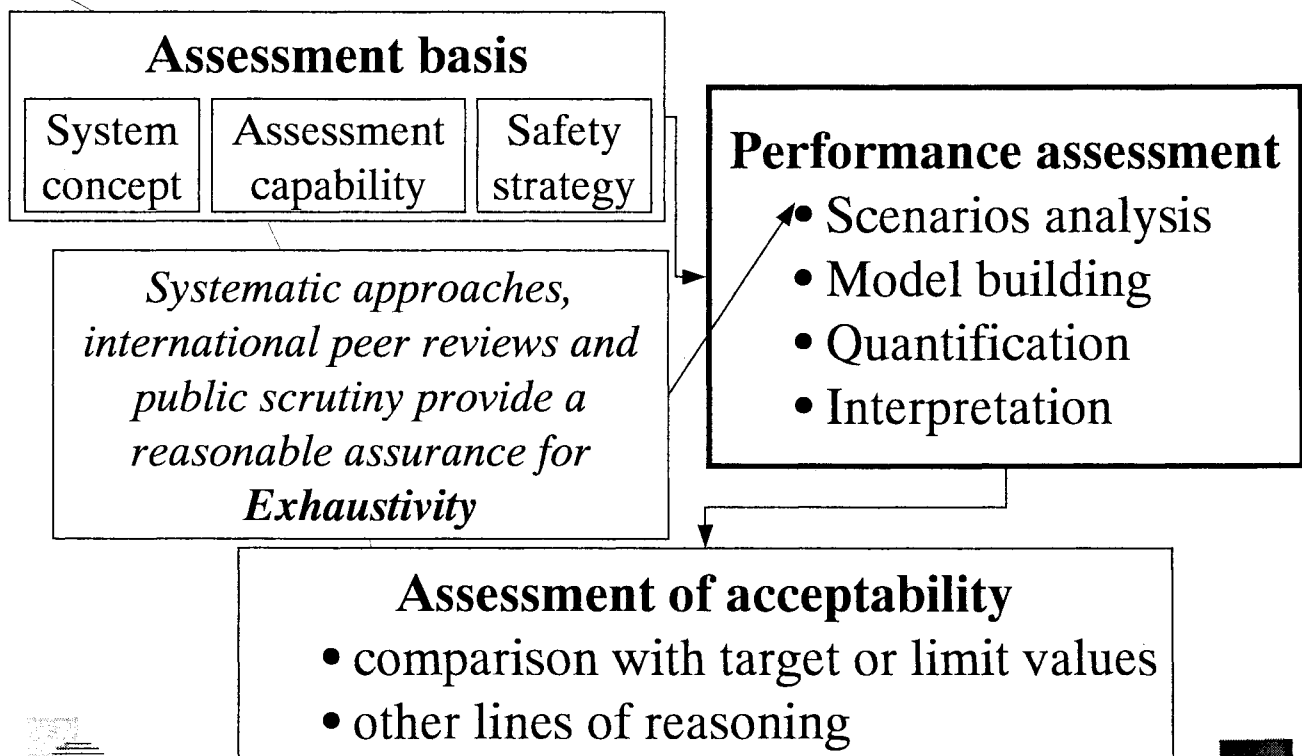 Assessment basis
System
concept
Assessment
capability
Safety
strategy
Performance assessment
• Scenarios analysis
• Model building
• Quantification
• Interpretation
Systematic approaches,
international peer reviews and
public scrutiny provide a
reasonable assurance for
Exhaustivity
Assessment of acceptability
• comparison with target or limit values
• other lines of reasoning